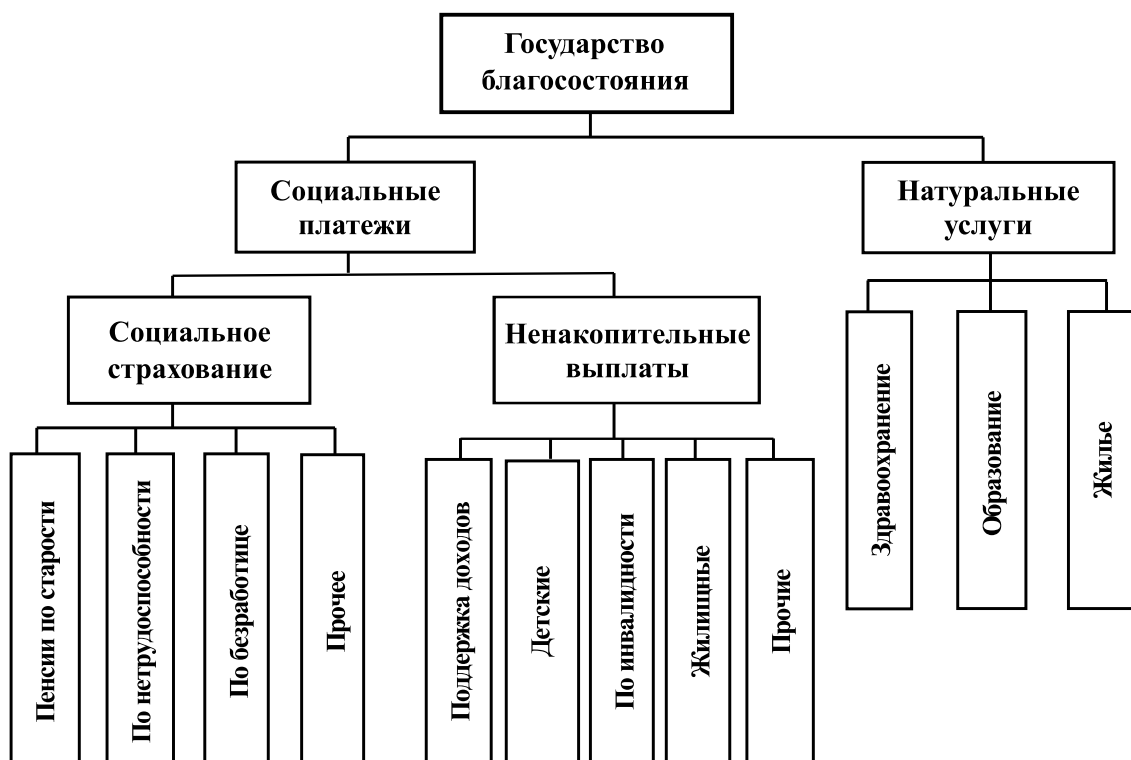 Государство
благосостояния
Социальные
платежи
Натуральные
услуги
Социальное
страхование
Ненакопительные
выплаты
Пенсии по старости
По нетрудоспособности
По безработице
Прочее
Поддержка доходов
Детские
По инвалидности
Жилищные
Прочие
Здравоохранение
Образование
Жилье